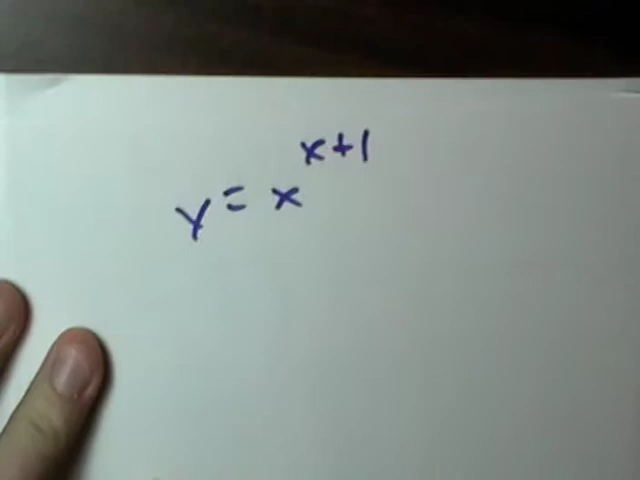 y = x^{x+1}